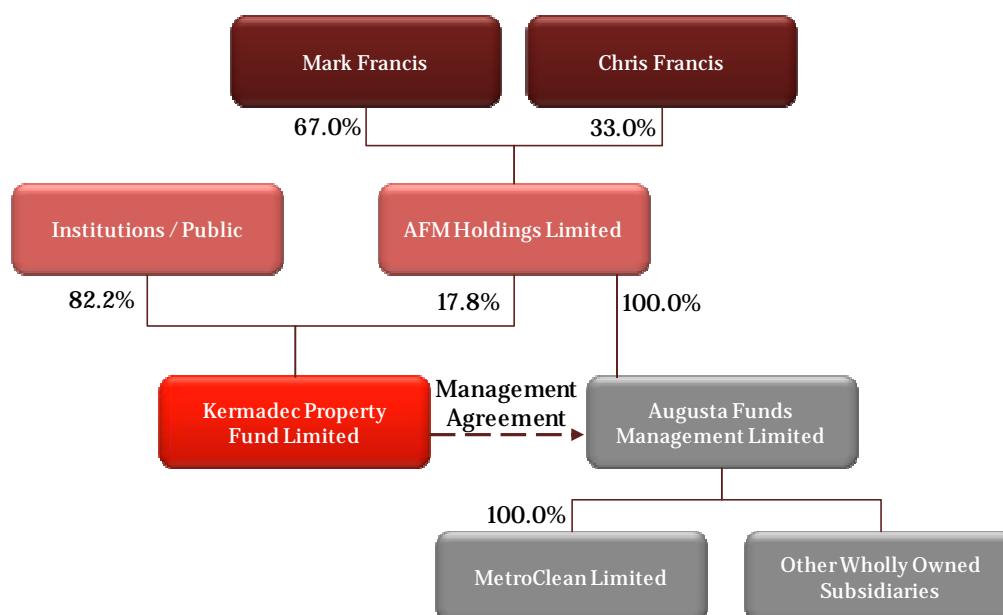 Mark Francis
Chris Francis
67.0%
33.0%
Institutions / Public
AFM Holdings Limited
82.2%
17.8%
100.0%
Kermadec Property
Fund Limited
Management
Agreement
Augusta Funds
Management Limited
100.0%
MetroClean Limited
Other Wholly Owned
Subsidiaries